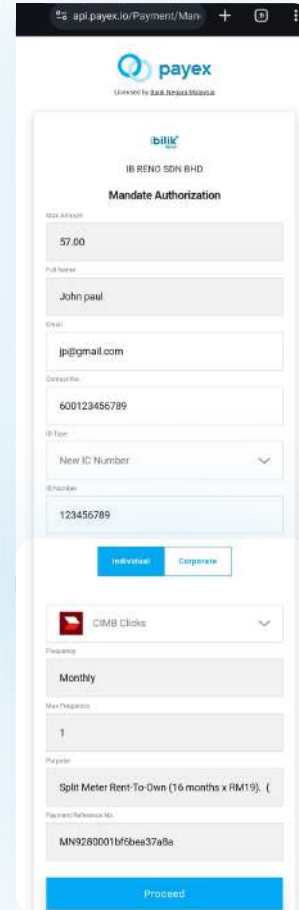 api.payex.io/Payment/Man
payex
Licensed by Bank Negara Malaysia
ibilik
IB RENO SDN BHD
Mandate Authorization
Max Amount
57.00
Full Name
John paul
Email
jp@gmail.com
Contact No.
600123456789
ID Type
New IC Number
ID Number
123456789
Individual
Corporate
CIMB Clicks
Frequency
Monthly
Max Frequency
1
Purpose
Split Meter Rent-To-Own (16 months x RM19). (
Payment Reference No.
MN9280001bf6bea37a8a
Proceed